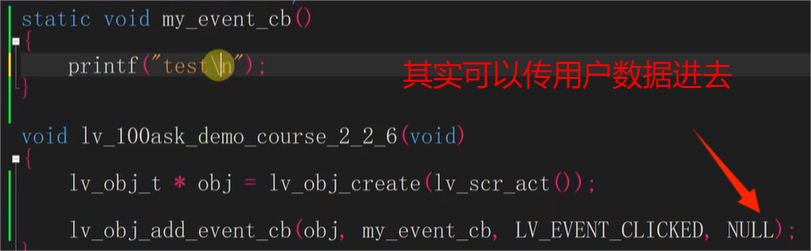 static void my_event_cb()
{
printf("test\n");
其实可以传用户数据进去
}
void lv_100ask_demo_course_2_2_6(void)
{
lv_obj_t * obj = lv_obj_create(lv_scr_act());
lv_obj_add_event_cb(obj, my_event_cb, LV_EVENT_CLICKED, NULL);